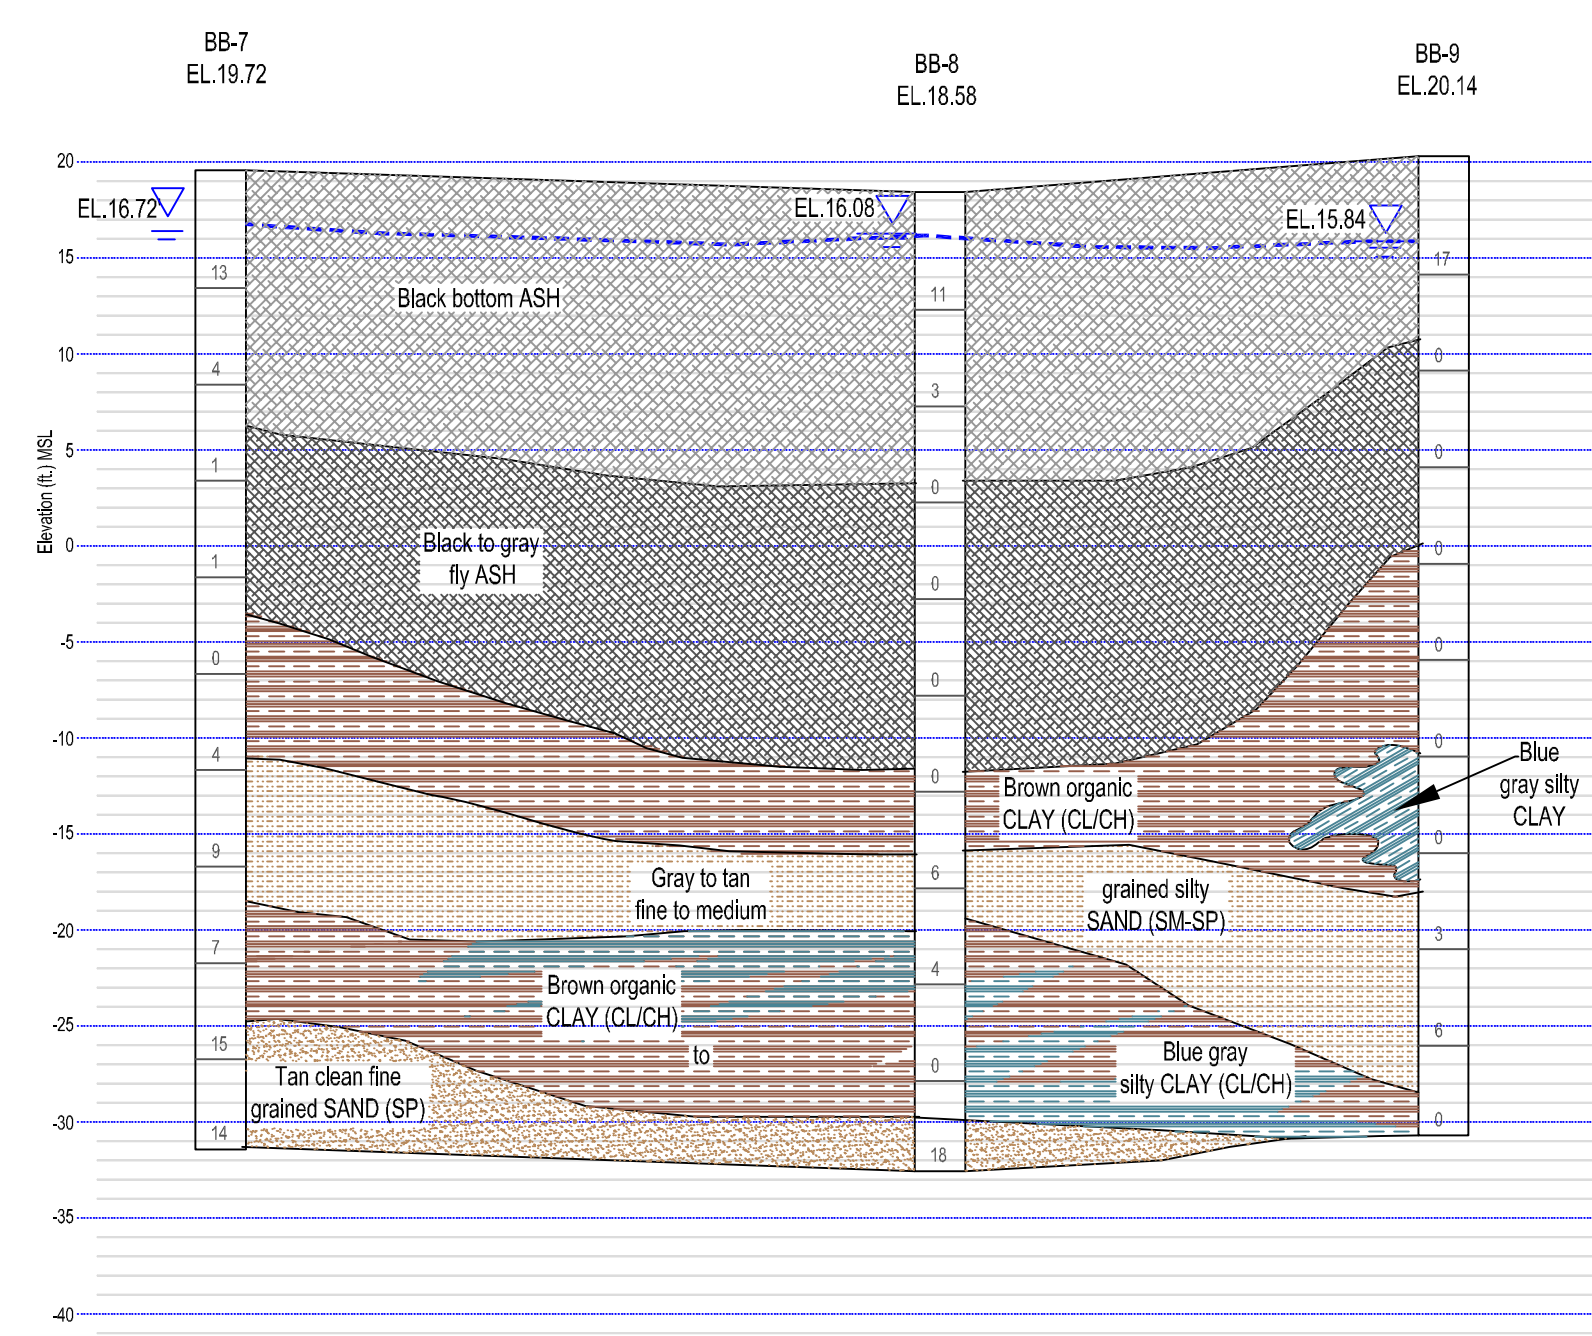 BB-7
EL.19.72
BB-8
EL.18.58
BB-9
EL.20.14
Elevation (ft.) MSL
20
15
10
5
0
-5
-10
-15
-20
-25
-30
-35
-40
EL.16.72
EL.16.08
EL.15.84
13
4
1
1
0
4
9
7
15
14
11
3
0
0
0
0
6
4
0
18
17
0
0
0
0
0
0
3
6
0
Black bottom ASH
Black to gray
fly ASH
Brown organic
CLAY (CL/CH)
Blue
gray silty
CLAY
Gray to tan
fine to medium
grained silty
SAND (SM-SP)
Brown organic
CLAY (CL/CH)
to
Blue gray
silty CLAY (CL/CH)
Tan clean fine
grained SAND (SP)